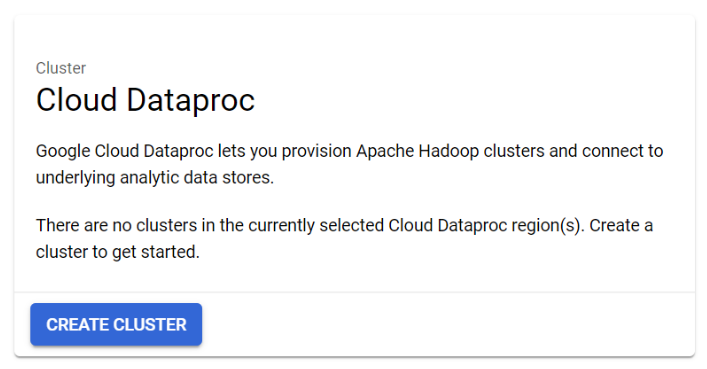 Cluster
Cloud Dataproc
Google Cloud Dataproc lets you provision Apache Hadoop clusters and connect to
underlying analytic data stores.
There are no clusters in the currently selected Cloud Dataproc region(s). Create a
cluster to get started.
CREATE CLUSTER